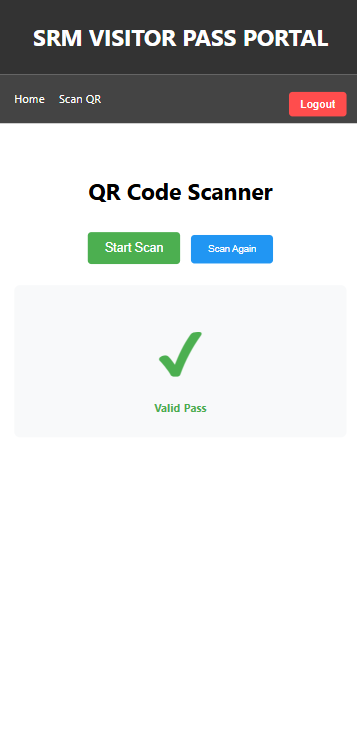 SRM VISITOR PASS PORTAL
Home Scan QR Logout
QR Code Scanner
Start Scan Scan Again
Valid Pass